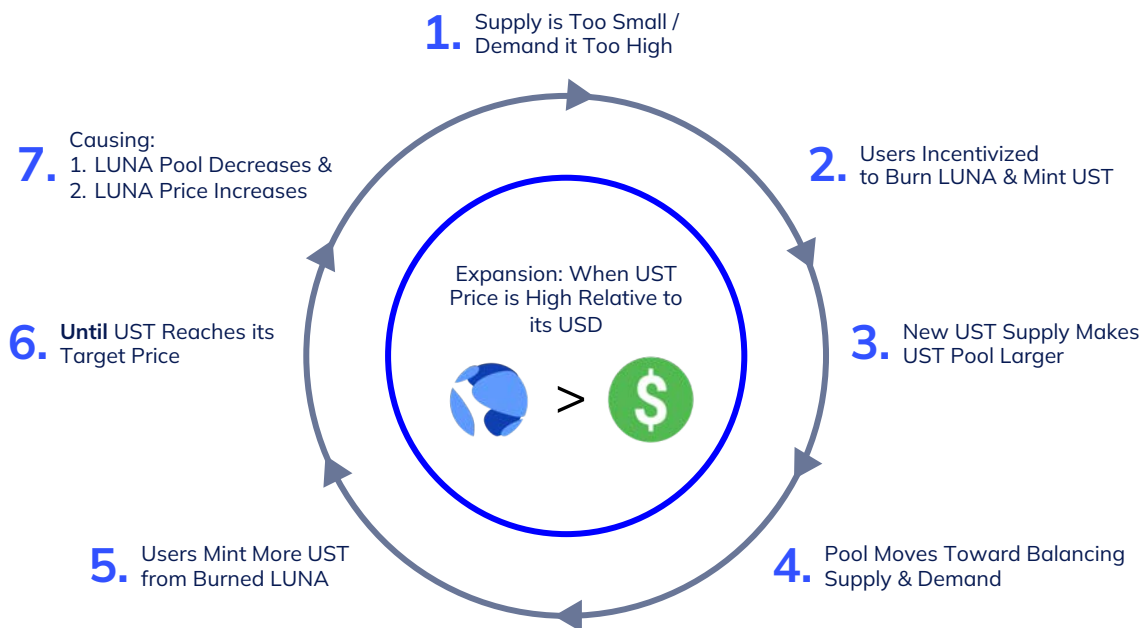 1. Supply is Too Small /
Demand it Too High
2. Users Incentivized
to Burn LUNA & Mint UST
3. New UST Supply Makes
UST Pool Larger
4. Pool Moves Toward Balancing
Supply & Demand
5. Users Mint More UST
from Burned LUNA
6. Until UST Reaches its
Target Price
7. Causing:
1. LUNA Pool Decreases &
2. LUNA Price Increases
Expansion: When UST
Price is High Relative to
its USD
> $